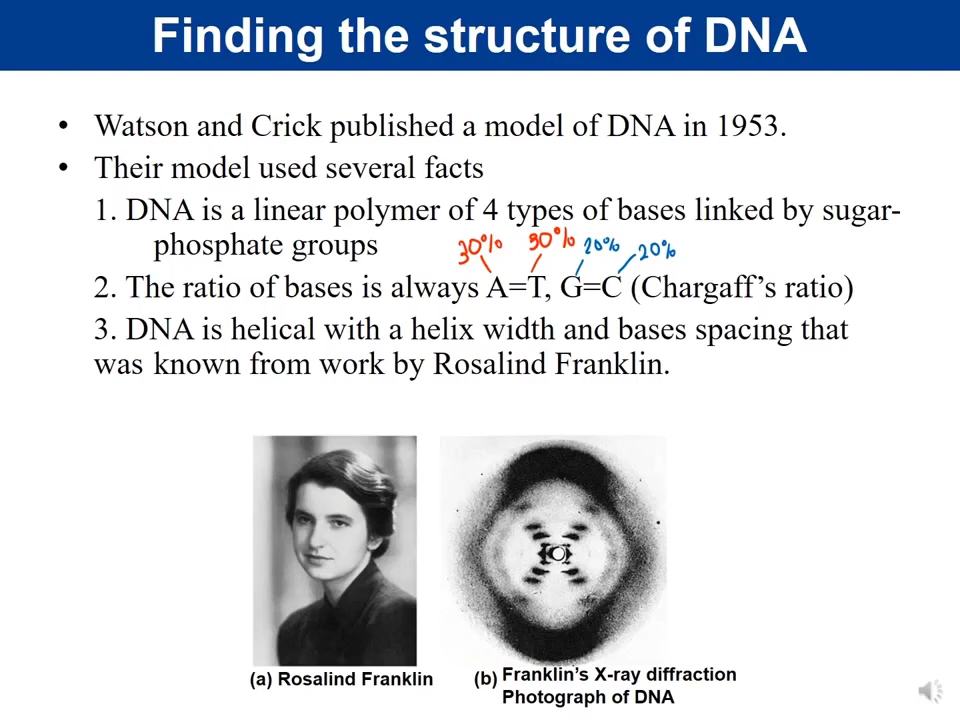 Finding the structure of DNA
• Watson and Crick published a model of DNA in 1953.
• Their model used several facts
1. DNA is a linear polymer of 4 types of bases linked by sugar-
phosphate groups
30% 30% 20% 20%
2. The ratio of bases is always A=T, G=C (Chargaff’s ratio)
3. DNA is helical with a helix width and bases spacing that
was known from work by Rosalind Franklin.
(a) Rosalind Franklin
(b) Franklin’s X-ray diffraction
Photograph of DNA